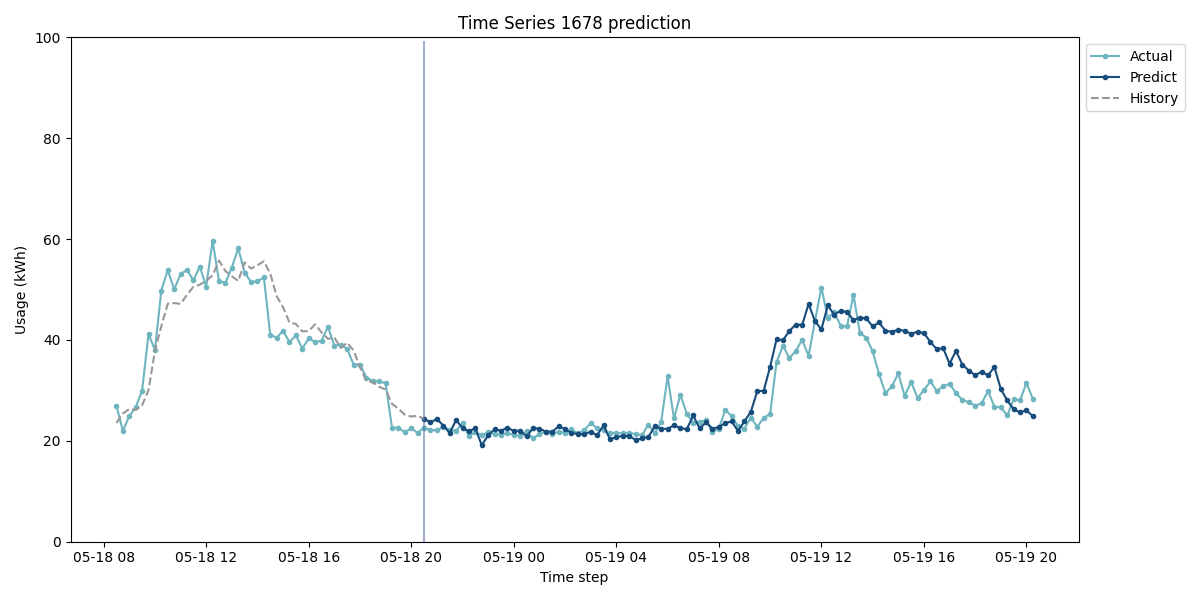 Time Series 1678 prediction
100
80
60
40
20
0
Usage (kWh)
05-18 08
05-18 12
05-18 16
05-18 20
05-19 00
05-19 04
05-19 08
05-19 12
05-19 16
05-19 20
Time step
Actual
Predict
History